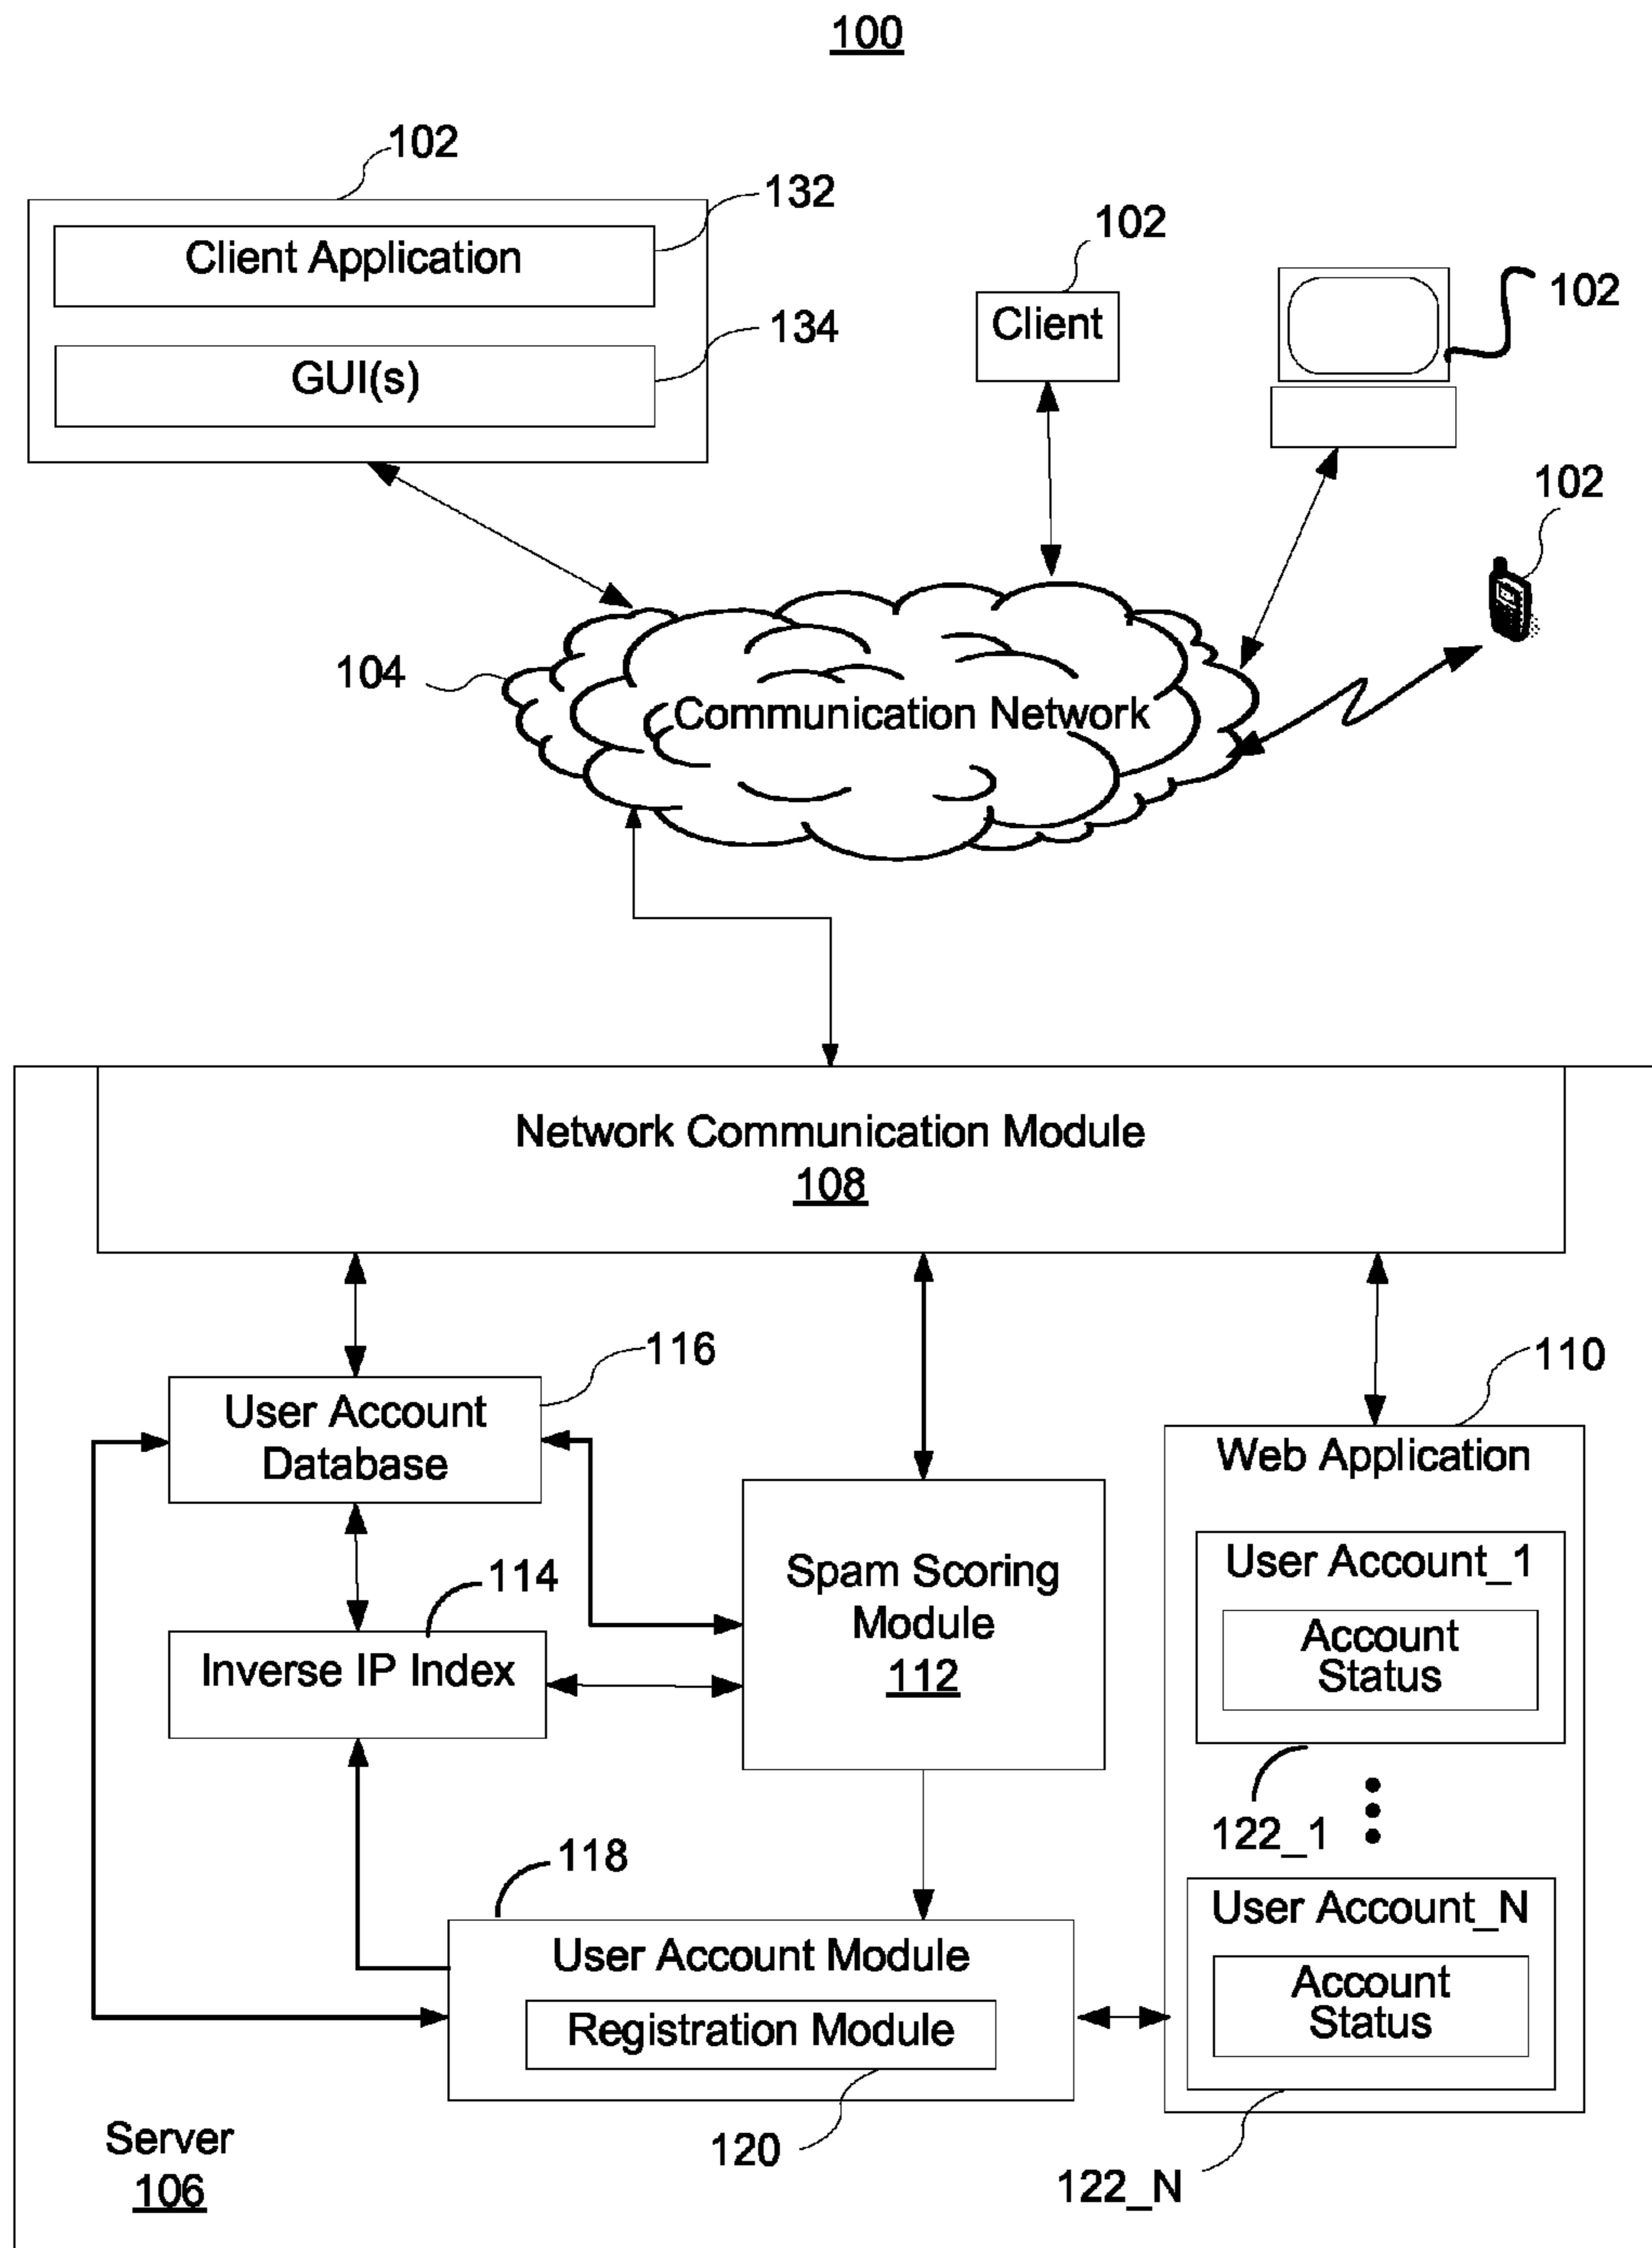 100
102
132
Client Application
134
GUI(s)
102
Client
102
102
104
Communication Network
Network Communication Module
108
116
User Account
Database
114
Inverse IP Index
Spam Scoring
Module
112
110
Web Application
User Account_1
Account
Status
122_1
User Account_N
Account
Status
122_N
118
User Account Module
Registration Module
120
Server
106